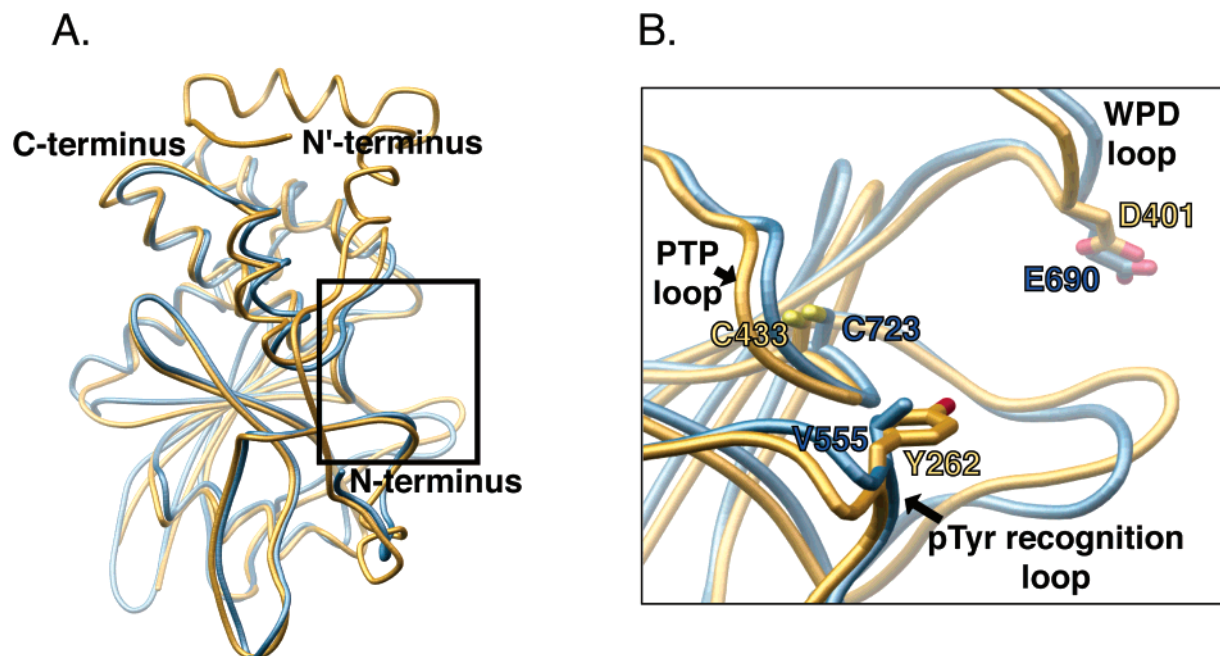 A.
B.
C-terminus
N'-terminus
N-terminus
WPD
loop
D401
E690
PTP
loop
C433
C723
V555
Y262
pTyr recognition
loop